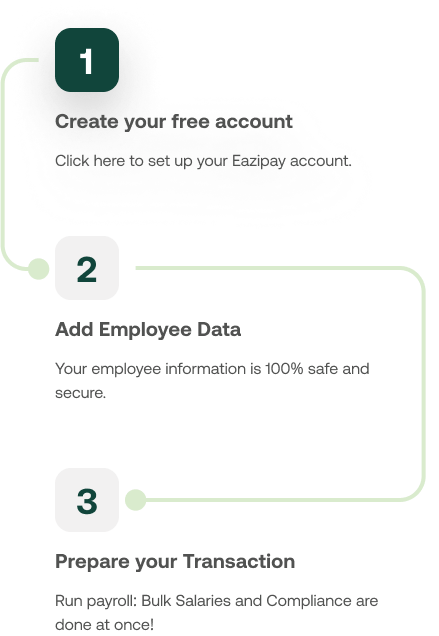 1
Create your free account
Click here to set up your Eazipay account.
2
Add Employee Data
Your employee information is 100% safe and
secure.
3
Prepare your Transaction
Run payroll: Bulk Salaries and Compliance are
done at once!